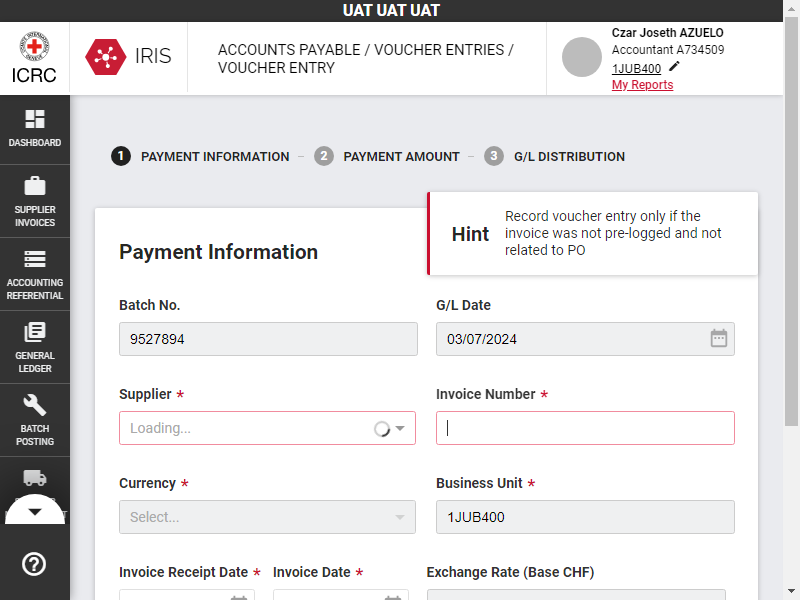 UAT UAT UAT
ICRC
IRIS
ACCOUNTS PAYABLE / VOUCHER ENTRIES /
VOUCHER ENTRY
Czar Joseth AZUELO
Accountant A734509
1JUB400
My Reports
DASHBOARD
SUPPLIER
INVOICES
ACCOUNTING
REFERENTIAL
GENERAL
LEDGER
BATCH
POSTING
1 PAYMENT INFORMATION – 2 PAYMENT AMOUNT – 3 G/L DISTRIBUTION
Hint
Record voucher entry only if the
invoice was not pre-logged and not
related to PO
Payment Information
Batch No.
9527894
G/L Date
03/07/2024
Supplier *
Loading...
Invoice Number *
Currency *
Select...
Business Unit *
1JUB400
Invoice Receipt Date *
Invoice Date *
Exchange Rate (Base CHF)